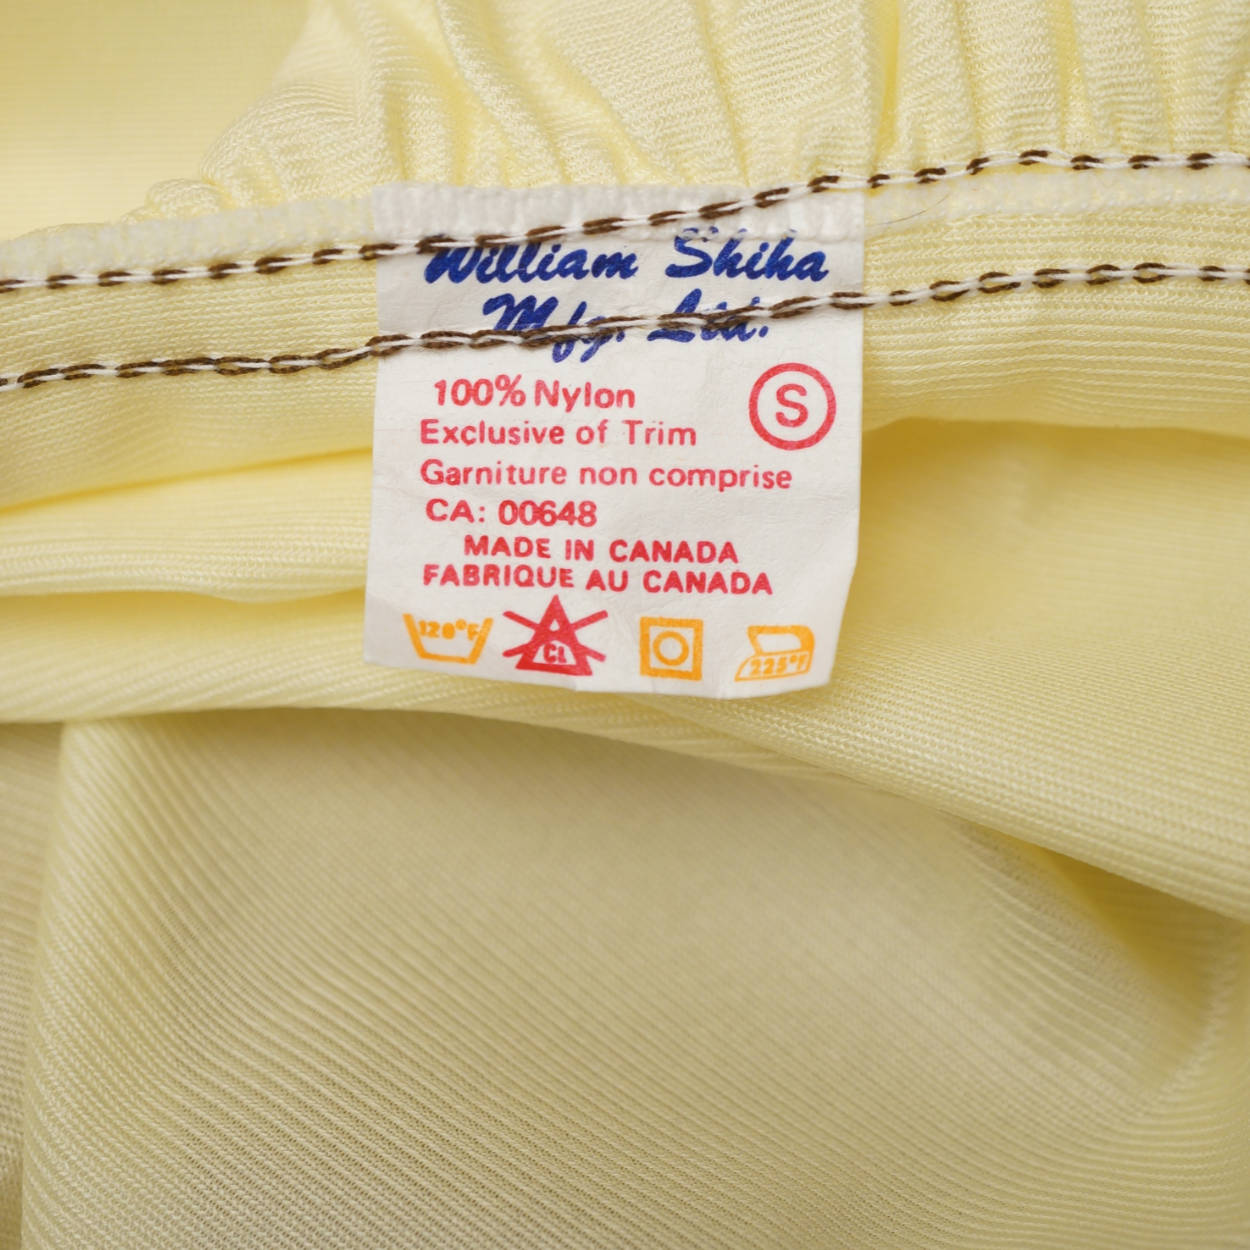 William Shiha
Mfg. Ltd.
100% Nylon
S
Exclusive of Trim
Garniture non comprise
CA: 00648
MADE IN CANADA
FABRIQUE AU CANADA
120°F
CL
225°F